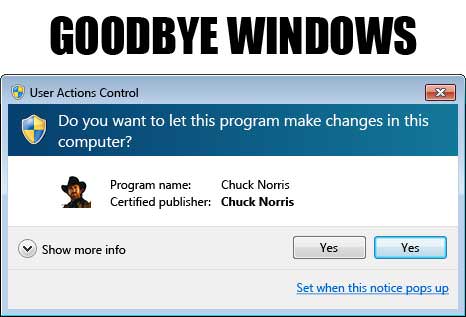 GOODBYE WINDOWS
User Actions Control
Do you want to let this program make changes in this
computer?
Program name: Chuck Norris
Certified publisher: Chuck Norris
Show more info Yes Yes
Set when this notice pops up